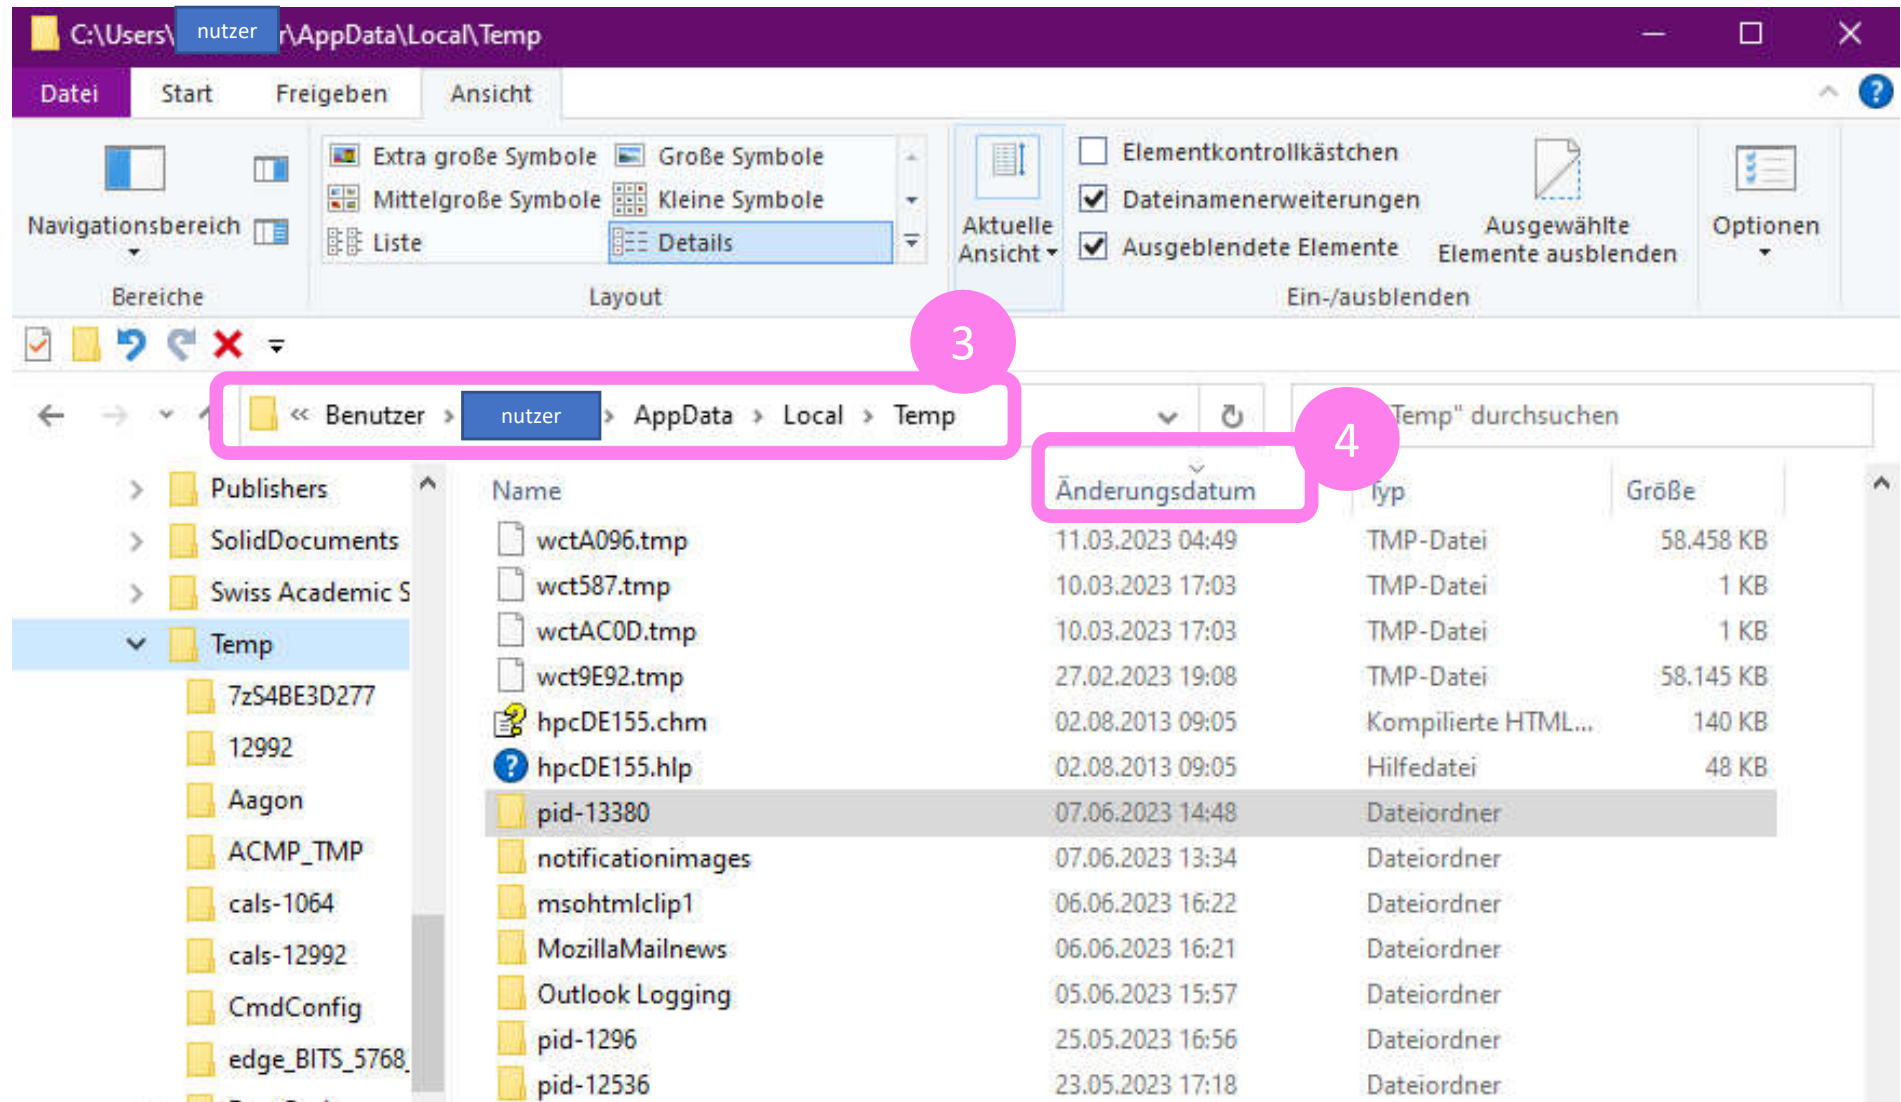 C:\Users\ nutzer r\AppData\Local\Temp
Datei Start Freigeben Ansicht
Extra große Symbole Große Symbole
Mittelgroße Symbole Kleine Symbole
Liste Details
Navigationsbereich
Aktuelle
Ansicht
Elementkontrollkästchen
Dateinamenerweiterungen
Ausgeblendete Elemente
Ausgewählte
Elemente ausblenden
Optionen
Bereiche Layout Ein-/ausblenden
3
« Benutzer > nutzer > AppData > Local > Temp
Temp" durchsuchen
4
Publishers
SolidDocuments
Swiss Academic S
Temp
7zS4BE3D277
12992
Aagon
ACMP_TMP
cals-1064
cals-12992
CmdConfig
edge_BITS_5768_
Name Änderungsdatum Typ Größe
wctA096.tmp 11.03.2023 04:49 TMP-Datei 58.458 KB
wct587.tmp 10.03.2023 17:03 TMP-Datei 1 KB
wctAC0D.tmp 10.03.2023 17:03 TMP-Datei 1 KB
wct9E92.tmp 27.02.2023 19:08 TMP-Datei 58.145 KB
hpcDE155.chm 02.08.2013 09:05 Kompilierte HTML... 140 KB
hpcDE155.hlp 02.08.2013 09:05 Hilfedatei 48 KB
pid-13380 07.06.2023 14:48 Dateiordner
notificationimages 07.06.2023 13:34 Dateiordner
msohtmlclip1 06.06.2023 16:22 Dateiordner
MozillaMailnews 06.06.2023 16:21 Dateiordner
Outlook Logging 05.06.2023 15:57 Dateiordner
pid-1296 25.05.2023 16:56 Dateiordner
pid-12536 23.05.2023 17:18 Dateiordner